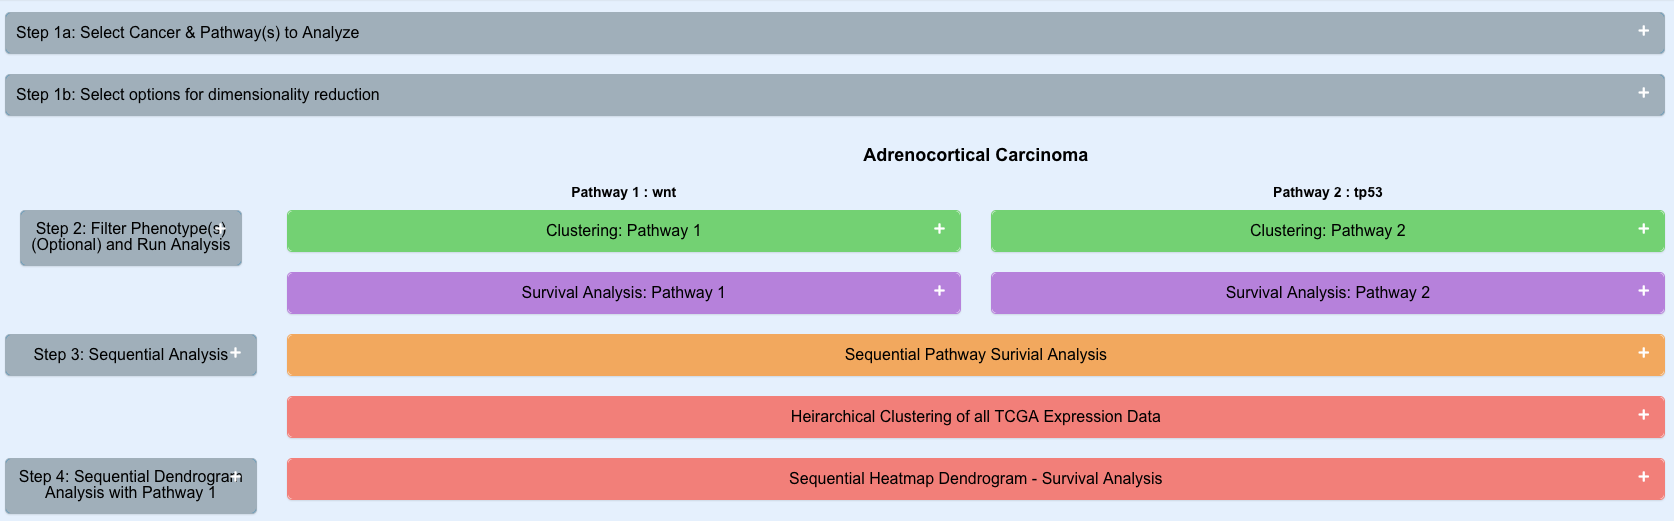 Step 1a: Select Cancer & Pathway(s) to Analyze
Step 1b: Select options for dimensionality reduction
Adrenocortical Carcinoma
Pathway 1 : wnt
Pathway 2 : tp53
Step 2: Filter Phenotype(s)
(Optional) and Run Analysis
Clustering: Pathway 1
Clustering: Pathway 2
Survival Analysis: Pathway 1
Survival Analysis: Pathway 2
Step 3: Sequential Analysis
Sequential Pathway Surivial Analysis
Heirarchical Clustering of all TCGA Expression Data
Step 4: Sequential Dendrogram
Analysis with Pathway 1
Sequential Heatmap Dendrogram - Survival Analysis